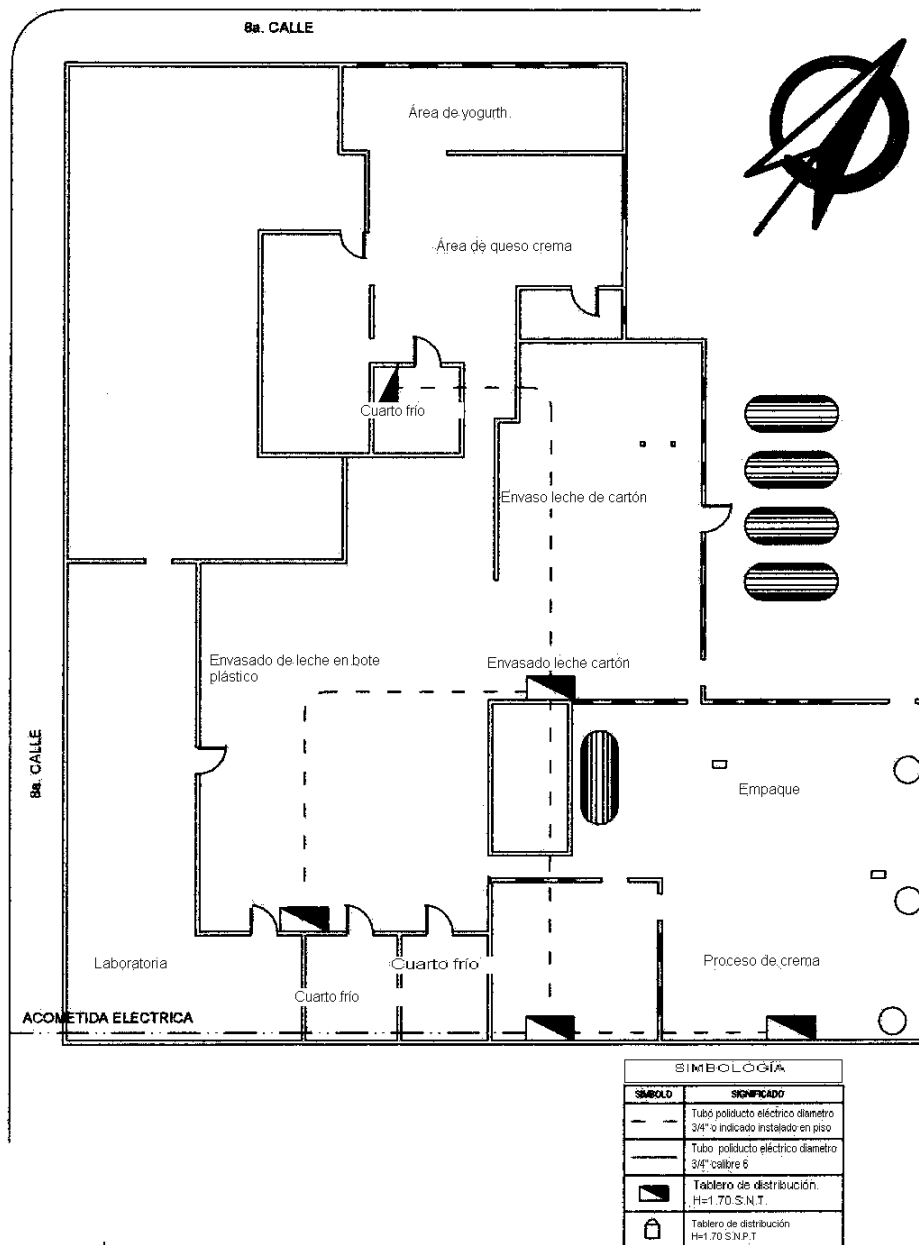 8a. CALLE
Área de yogurth.
Área de queso crema
Cuarto frío
Envaso leche de cartón
Envasado de leche en bote
plástico
Envasado leche cartón
8a. CALLE
Empaque
Laboratoria
Cuarto frío
Cuarto frío
Proceso de crema
ACOMETIDA ELECTRICA
SIMBOLOGÍA
SIMBOLO SIGNIFICADO
Tubo poliducto eléctrico diametro
3/4" o indicado instalado en piso
Tubo poliducto eléctrico diametro
3/4" calibre 6
Tablero de distribución.
H=1.70.S.N.T.
Tablero de distribución
H=1.70 S.N.P.T